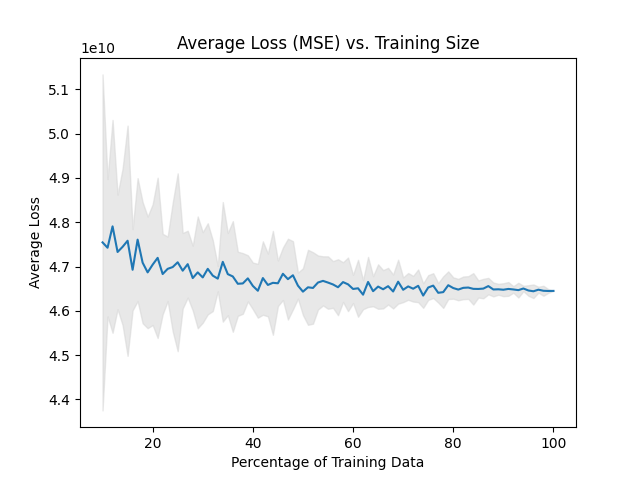 Average Loss (MSE) vs. Training Size
1e10
5.1
5.0
4.9
4.8
4.7
4.6
4.5
4.4
Average Loss
20 40 60 80 100
Percentage of Training Data